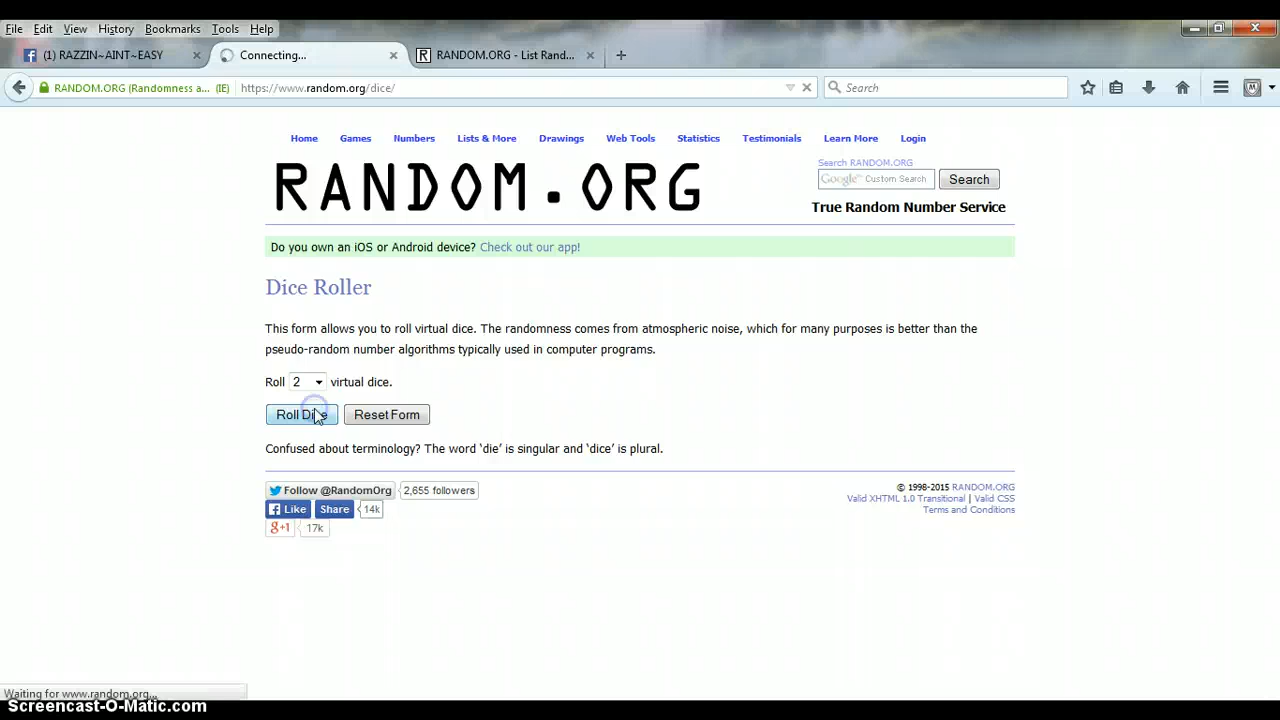 File Edit View History Bookmarks Tools Help
(1) RAZZIN~AINT~EASY Connecting... RANDOM.ORG - List Rand...
RANDOM.ORG (Randomness a... (IE) https://www.random.org/dice/ Search
Home Games Numbers Lists & More Drawings Web Tools Statistics Testimonials Learn More Login
RANDOM.ORG
Search RANDOM.ORG
Google™ Custom Search Search
True Random Number Service
Do you own an iOS or Android device? Check out our app!
Dice Roller
This form allows you to roll virtual dice. The randomness comes from atmospheric noise, which for many purposes is better than the
pseudo-random number algorithms typically used in computer programs.
Roll 2 virtual dice.
Roll Dice Reset Form
Confused about terminology? The word ‘die’ is singular and ‘dice’ is plural.
Follow @RandomOrg 2,655 followers
Like Share 14k
g+1 17k
© 1998-2015 RANDOM.ORG
Valid XHTML 1.0 Transitional | Valid CSS
Terms and Conditions
Waiting for www.random.org...
Screencast-O-Matic.com